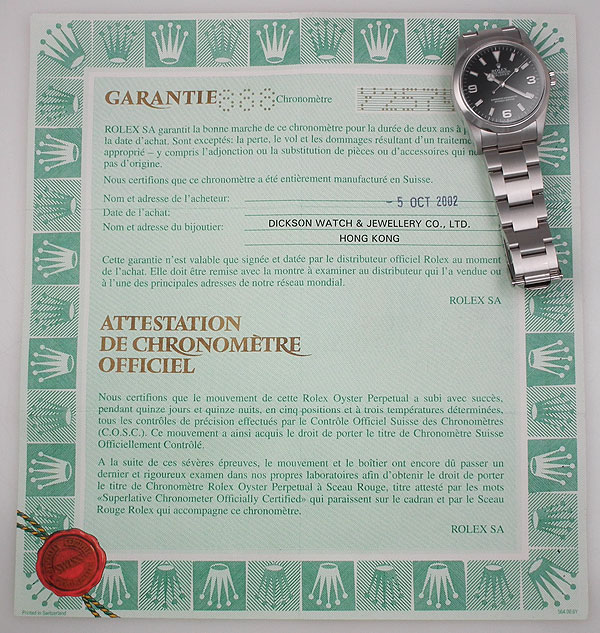 GARANTIE 888 Chronomètre Y257
ROLEX SA garantit la bonne marche de ce chronomètre pour la durée de deux ans à
la date d'achat. Sont exceptés: la perte, le vol et les dommages résultant d'un
approprié – y compris l'adjonction ou la substitution de pièces ou d'accessoires qui
pas d'origine.
Nous certifions que ce chronomètre a été entièrement manufacturé en Suisse.
Nom et adresse de l'acheteur:
Date de l'achat: - 5 OCT 2002
Nom et adresse du bijoutier: DICKSON WATCH & JEWELLERY CO., LTD.
HONG KONG
Cette garantie n'est valable que signée et datée par le distributeur officiel Rolex au moment
de l'achat. Elle doit être remise avec la montre à examiner au distributeur qui l'a vendue ou
à l'une des principales adresses de notre réseau mondial.
ROLEX SA
ATTESTATION
DE CHRONOMÈTRE
OFFICIEL
Nous certifions que le mouvement de cette Rolex Oyster Perpetual a subi avec succès,
pendant quinze jours et quinze nuits, en cinq positions et à trois températures déterminées,
tous les contrôles de précision effectués par le Contrôle Officiel Suisse des Chronomètres
(C.O.S.C.). Ce mouvement a ainsi acquis le droit de porter le titre de Chronomètre Suisse
Officiellement Contrôlé.
A la suite de ces sévères épreuves, le mouvement et le boîtier ont encore dû passer un
dernier et rigoureux examen dans nos propres laboratoires afin d'obtenir le droit de porter
le titre de Chronomètre Rolex Oyster Perpetual à Sceau Rouge, titre attesté par les mots
«Superlative Chronometer Officially Certified» qui paraissent sur le cadran et par le Sceau
Rouge Rolex qui accompagne ce chronomètre.
ROLEX SA
Printed in Switzerland
ROLEX
3
6
9